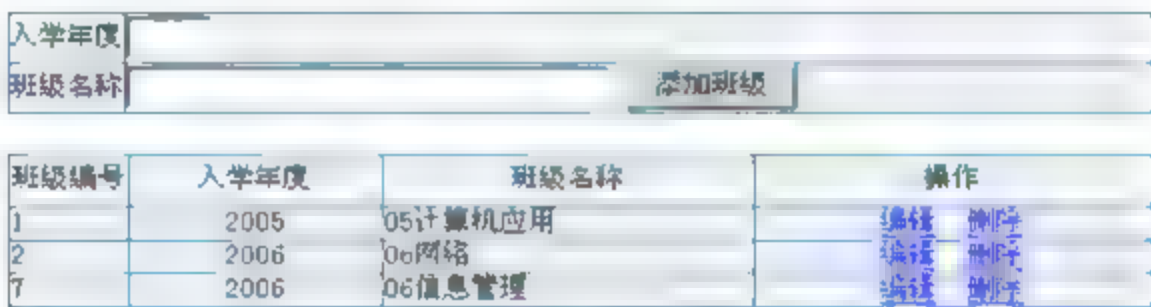 入学年度
班级名称 添加班级
班级编号 入学年度 班级名称 操作
1 2005 05计算机应用 编辑 删除
2 2006 06网络 编辑 删除
7 2006 06信息管理 编辑 删除